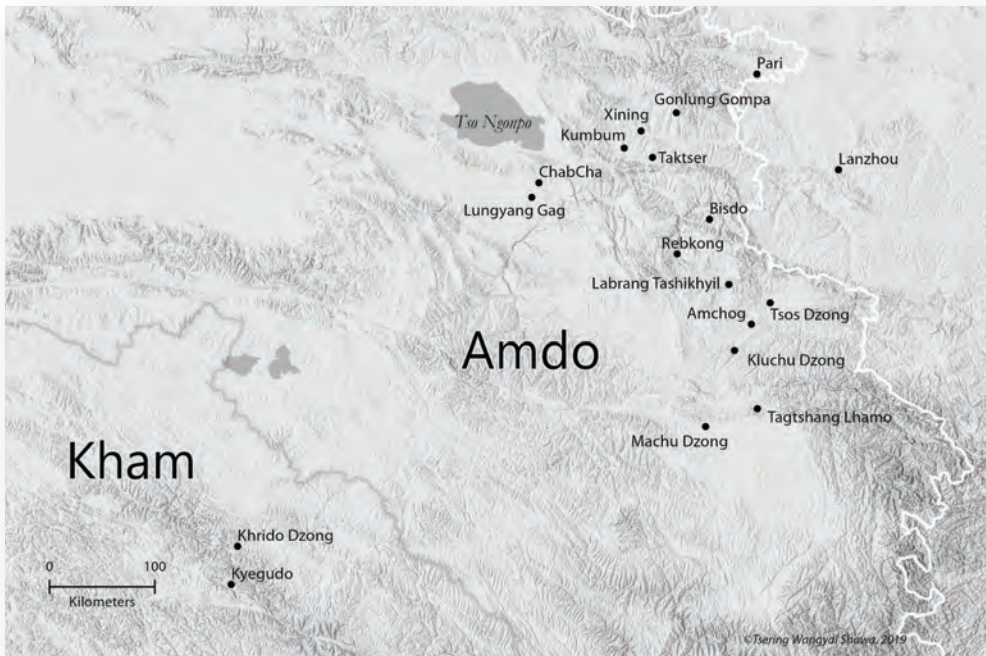 Pari
Gonlung Gompa
Xining
Tso Ngonpo
Kumbum
Taktser
Lanzhou
ChabCha
Lungyang Gag
Bisdo
Rebkong
Labrang Tashikhyil
Tsos Dzong
Amchog
Amdo
Kluchu Dzong
Tagtshang Lhamo
Machu Dzong
Kham
Khrido Dzong
0 100
Kyegudo
Kilometers
©Tsering Wangyal Shawa, 2019